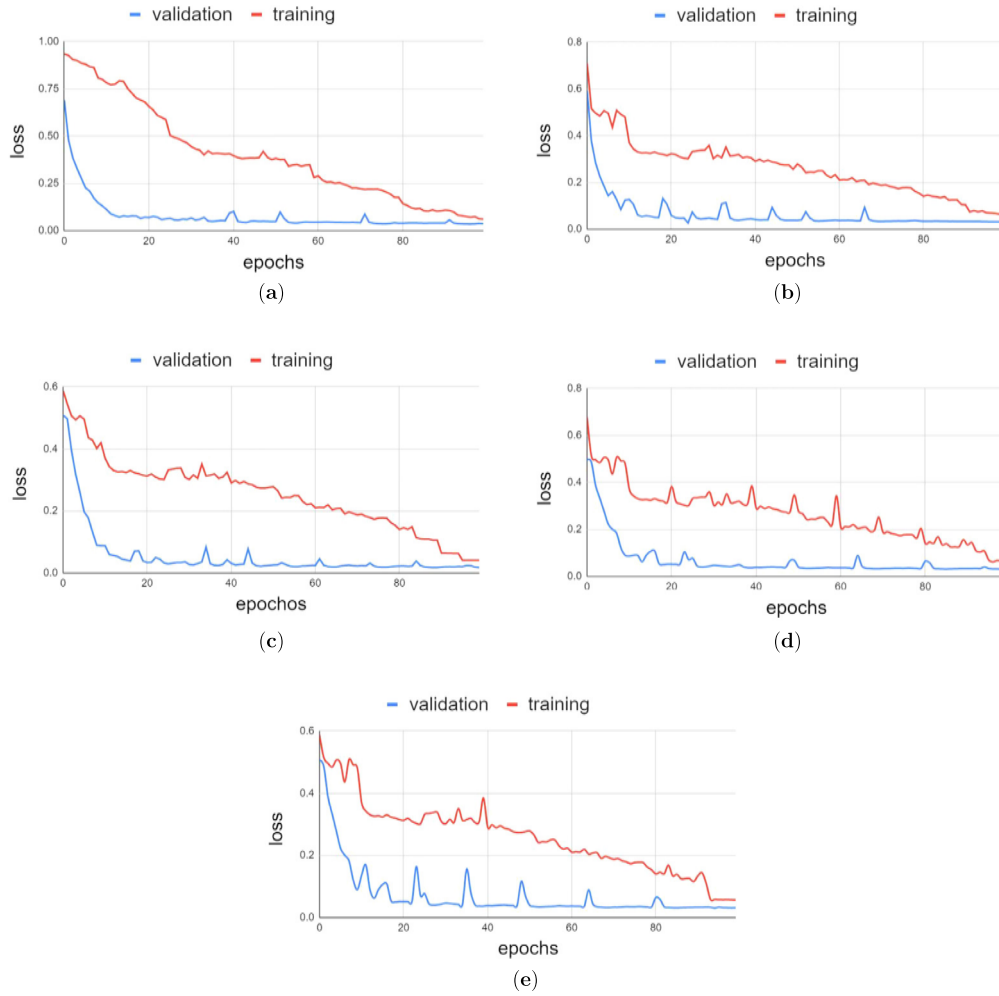 validation training
validation training
1.00
0.75
0.50
0.25
0.00
loss
0 20 40 60 80
epochs
(a)
0.8
0.6
0.4
0.2
0.0
loss
0 20 40 60 80
epochs
(b)
validation training
validation training
0.6
0.4
0.2
0.0
loss
0 20 40 60 80
epochos
(c)
0.8
0.6
0.4
0.2
0.0
loss
0 20 40 60 80
epochs
(d)
validation training
0.6
0.4
0.2
0.0
loss
0 20 40 60 80
epochs
(e)